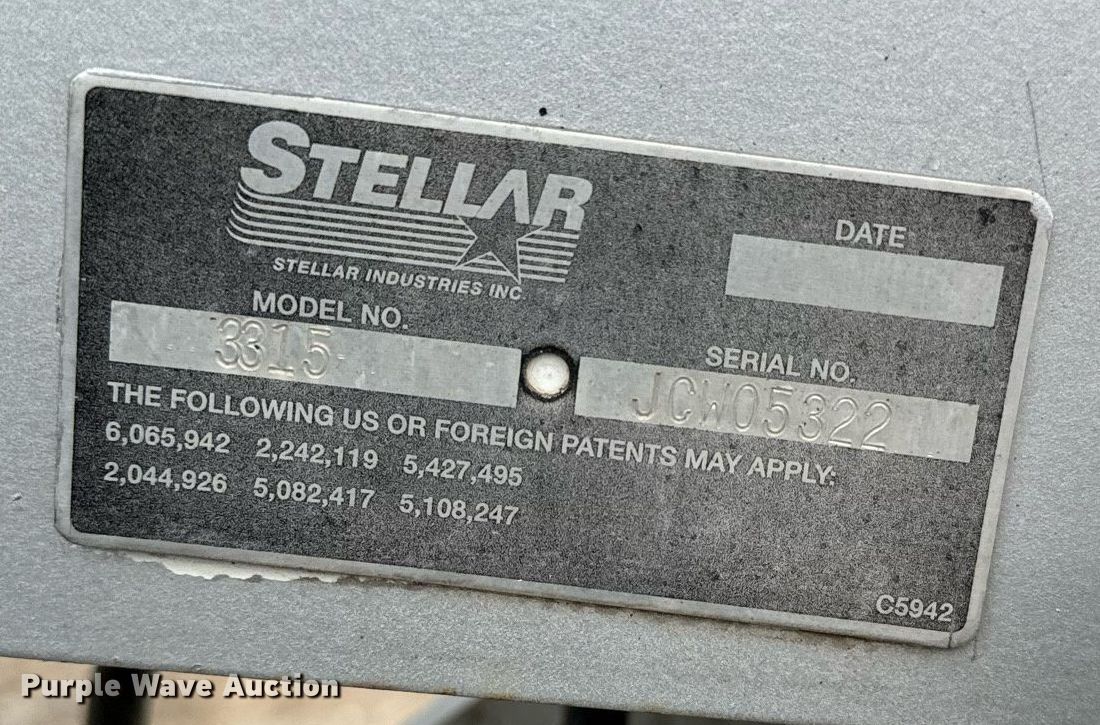 STELLAR
STELLAR INDUSTRIES INC.
DATE
MODEL NO.
3315
SERIAL NO.
JCW05322
THE FOLLOWING US OR FOREIGN PATENTS MAY APPLY:
6,065,942 2,242,119 5,427,495
2,044,926 5,082,417 5,108,247
C5942
Purple Wave Auction